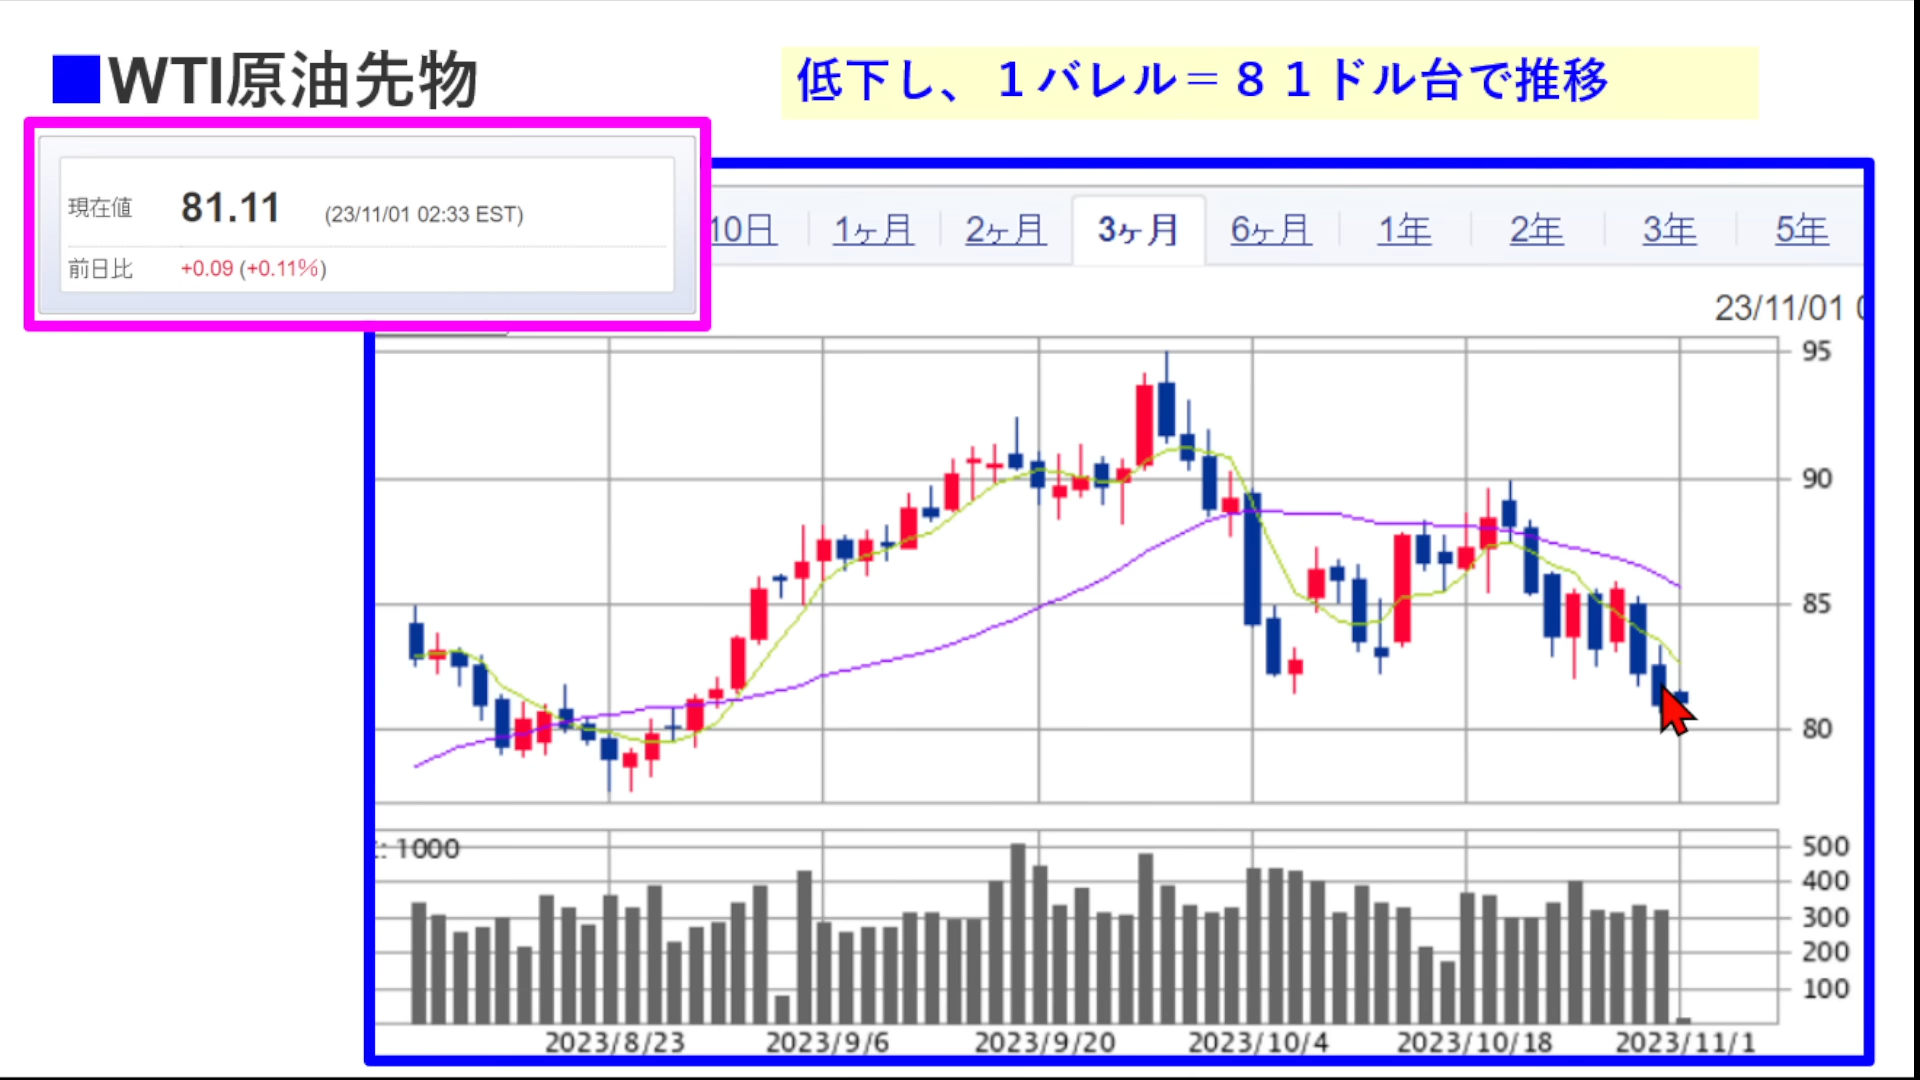 ■WTI原油先物
低下し、１バレル＝８１ドル台で推移
現在値 81.11 (23/11/01 02:33 EST)
前日比 +0.09 (+0.11%)
10日 1ヶ月 2ヶ月 3ヶ月 6ヶ月 1年 2年 3年 5年
23/11/01
95
90
85
80
: 1000
500
400
300
200
100
2023/8/23 2023/9/6 2023/9/20 2023/10/4 2023/10/18 2023/11/1